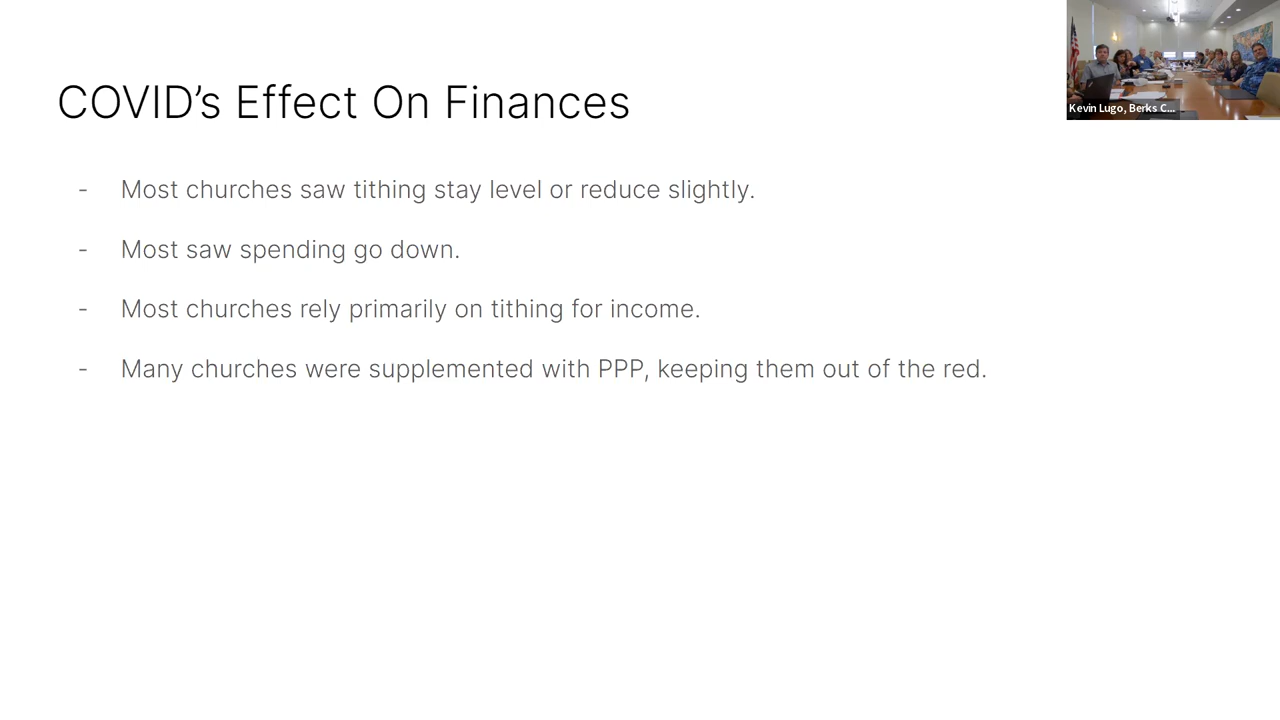 COVID’s Effect On Finances
- Most churches saw tithing stay level or reduce slightly.
- Most saw spending go down.
- Most churches rely primarily on tithing for income.
- Many churches were supplemented with PPP, keeping them out of the red.
Kevin Lugo, Berks C...